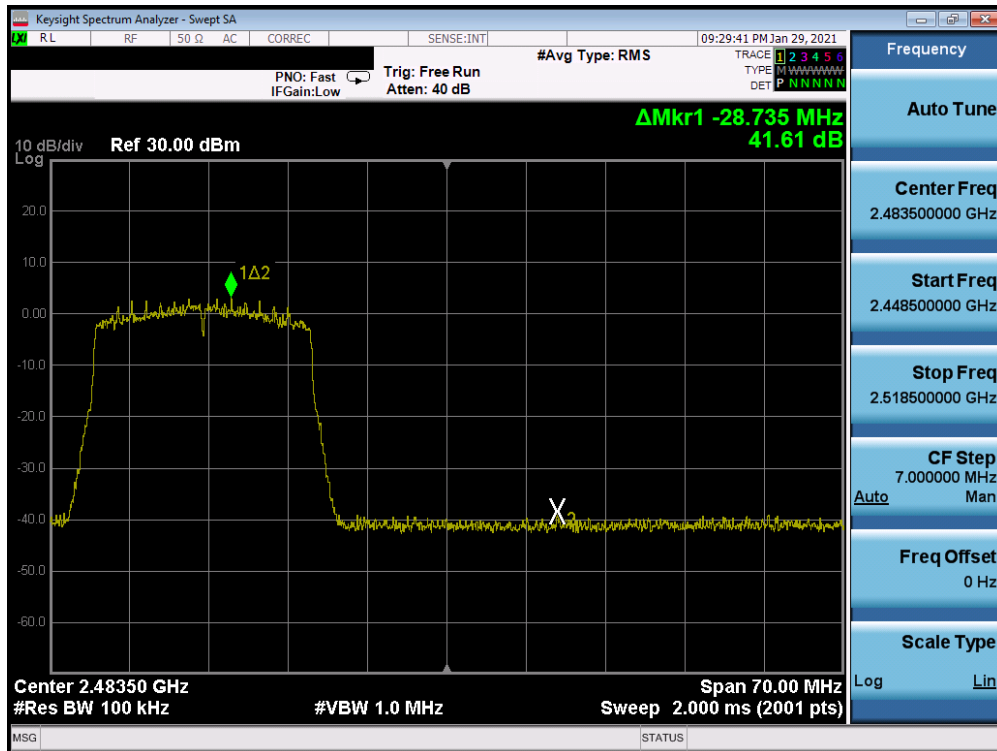 Keysight Spectrum Analyzer - Swept SA
LXI RL RF 50 Ω AC CORREC SENSE:INT 09:29:41 PM Jan 29, 2021
#Avg Type: RMS
TRACE 1 2 3 4 5 6
PNO: Fast Trig: Free Run
TYPE M WWWWW
IFGain:Low Atten: 40 dB
DET P N N N N N
ΔMkr1 -28.735 MHz
41.61 dB
10 dB/div Ref 30.00 dBm
Log
20.0
10.0
1Δ2
0.00
-10.0
-20.0
-30.0
-40.0
X
-50.0
-60.0
Center 2.48350 GHz Span 70.00 MHz
#Res BW 100 kHz #VBW 1.0 MHz Sweep 2.000 ms (2001 pts)
MSG STATUS
Frequency
Auto Tune
Center Freq
2.483500000 GHz
Start Freq
2.448500000 GHz
Stop Freq
2.518500000 GHz
CF Step
7.000000 MHz
Auto Man
Freq Offset
0 Hz
Scale Type
Log Lin